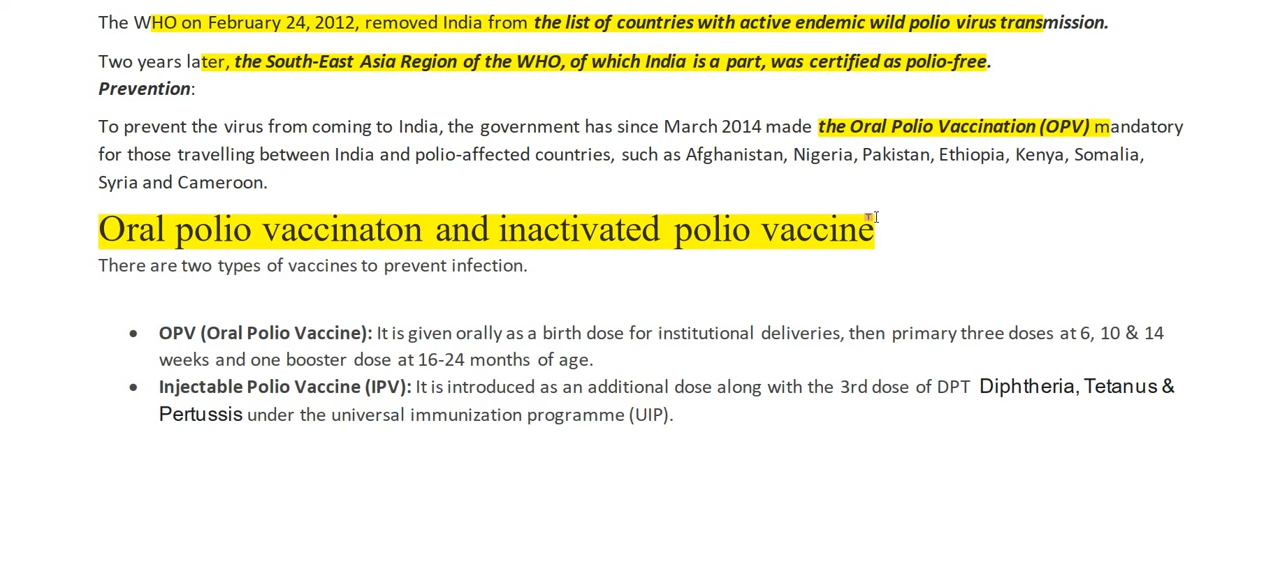 The WHO on February 24, 2012, removed India from the list of countries with active endemic wild polio virus transmission.
Two years later, the South-East Asia Region of the WHO, of which India is a part, was certified as polio-free.
Prevention:
To prevent the virus from coming to India, the government has since March 2014 made the Oral Polio Vaccination (OPV) mandatory
for those travelling between India and polio-affected countries, such as Afghanistan, Nigeria, Pakistan, Ethiopia, Kenya, Somalia,
Syria and Cameroon.
Oral polio vaccinaton and inactivated polio vaccine
There are two types of vaccines to prevent infection.
• OPV (Oral Polio Vaccine): It is given orally as a birth dose for institutional deliveries, then primary three doses at 6, 10 & 14
weeks and one booster dose at 16-24 months of age.
• Injectable Polio Vaccine (IPV): It is introduced as an additional dose along with the 3rd dose of DPT Diphtheria, Tetanus &
Pertussis under the universal immunization programme (UIP).